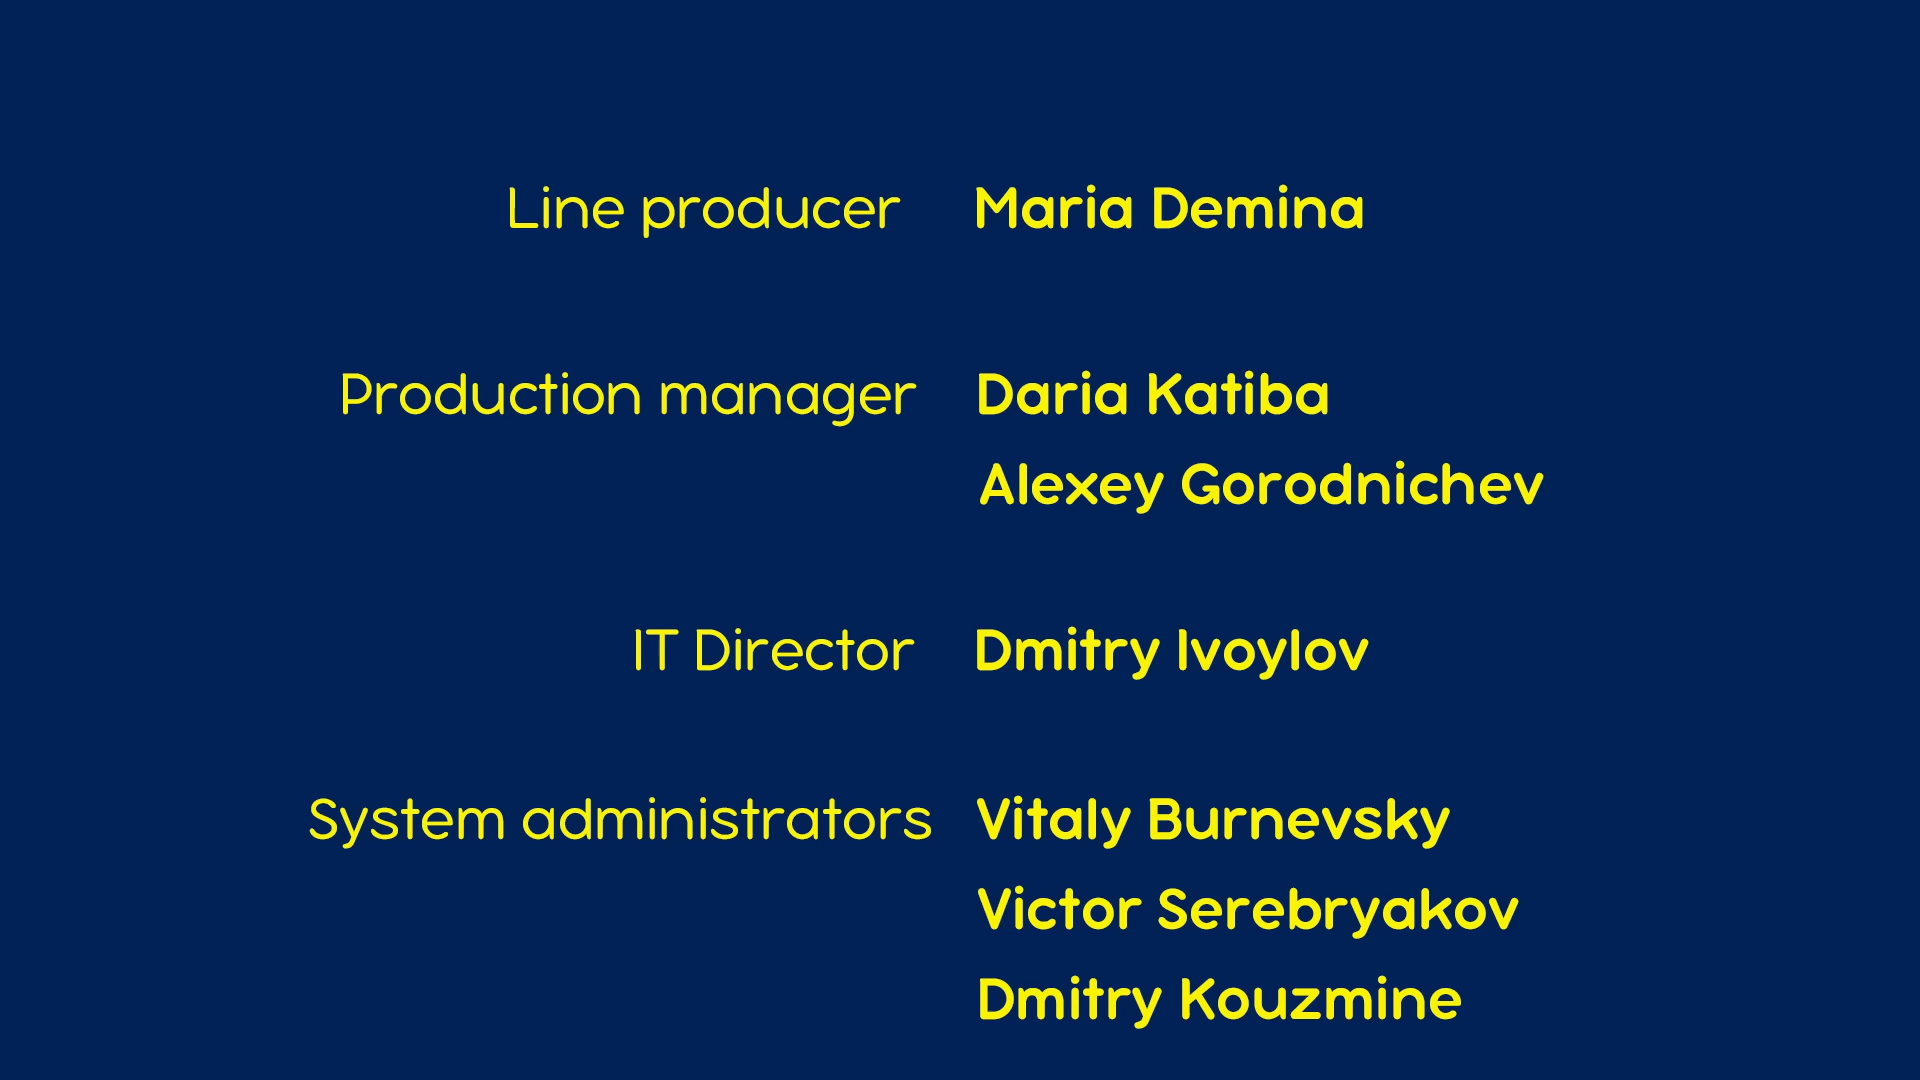 Line producer Maria Demina
Production manager Daria Katiba
Alexey Gorodnichev
IT Director Dmitry Ivoylov
System administrators Vitaly Burnevsky
Victor Serebryakov
Dmitry Kouzmine